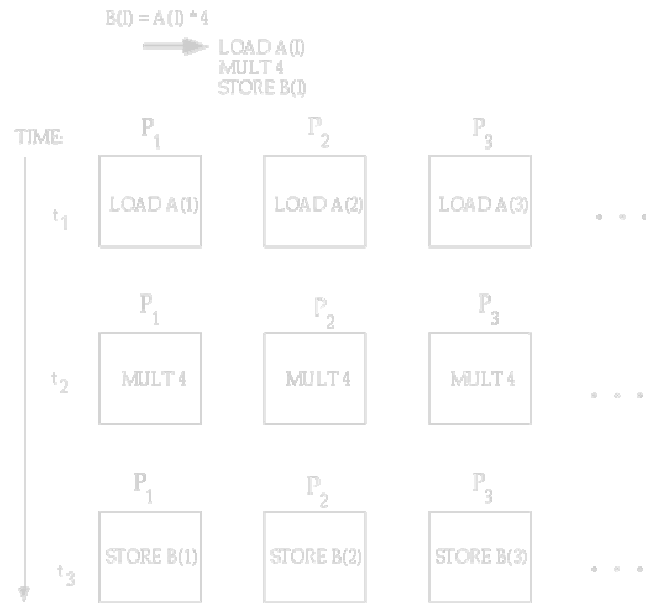 B(I) = A(I) * 4
LOAD A(I)
MULT 4
STORE B(I)
TIME:
P1 P2 P3
t1 LOAD A(1) LOAD A(2) LOAD A(3) . . .
P1 P2 P3
t2 MULT 4 MULT 4 MULT 4 . . .
P1 P2 P3
t3 STORE B(1) STORE B(2) STORE B(3) . . .